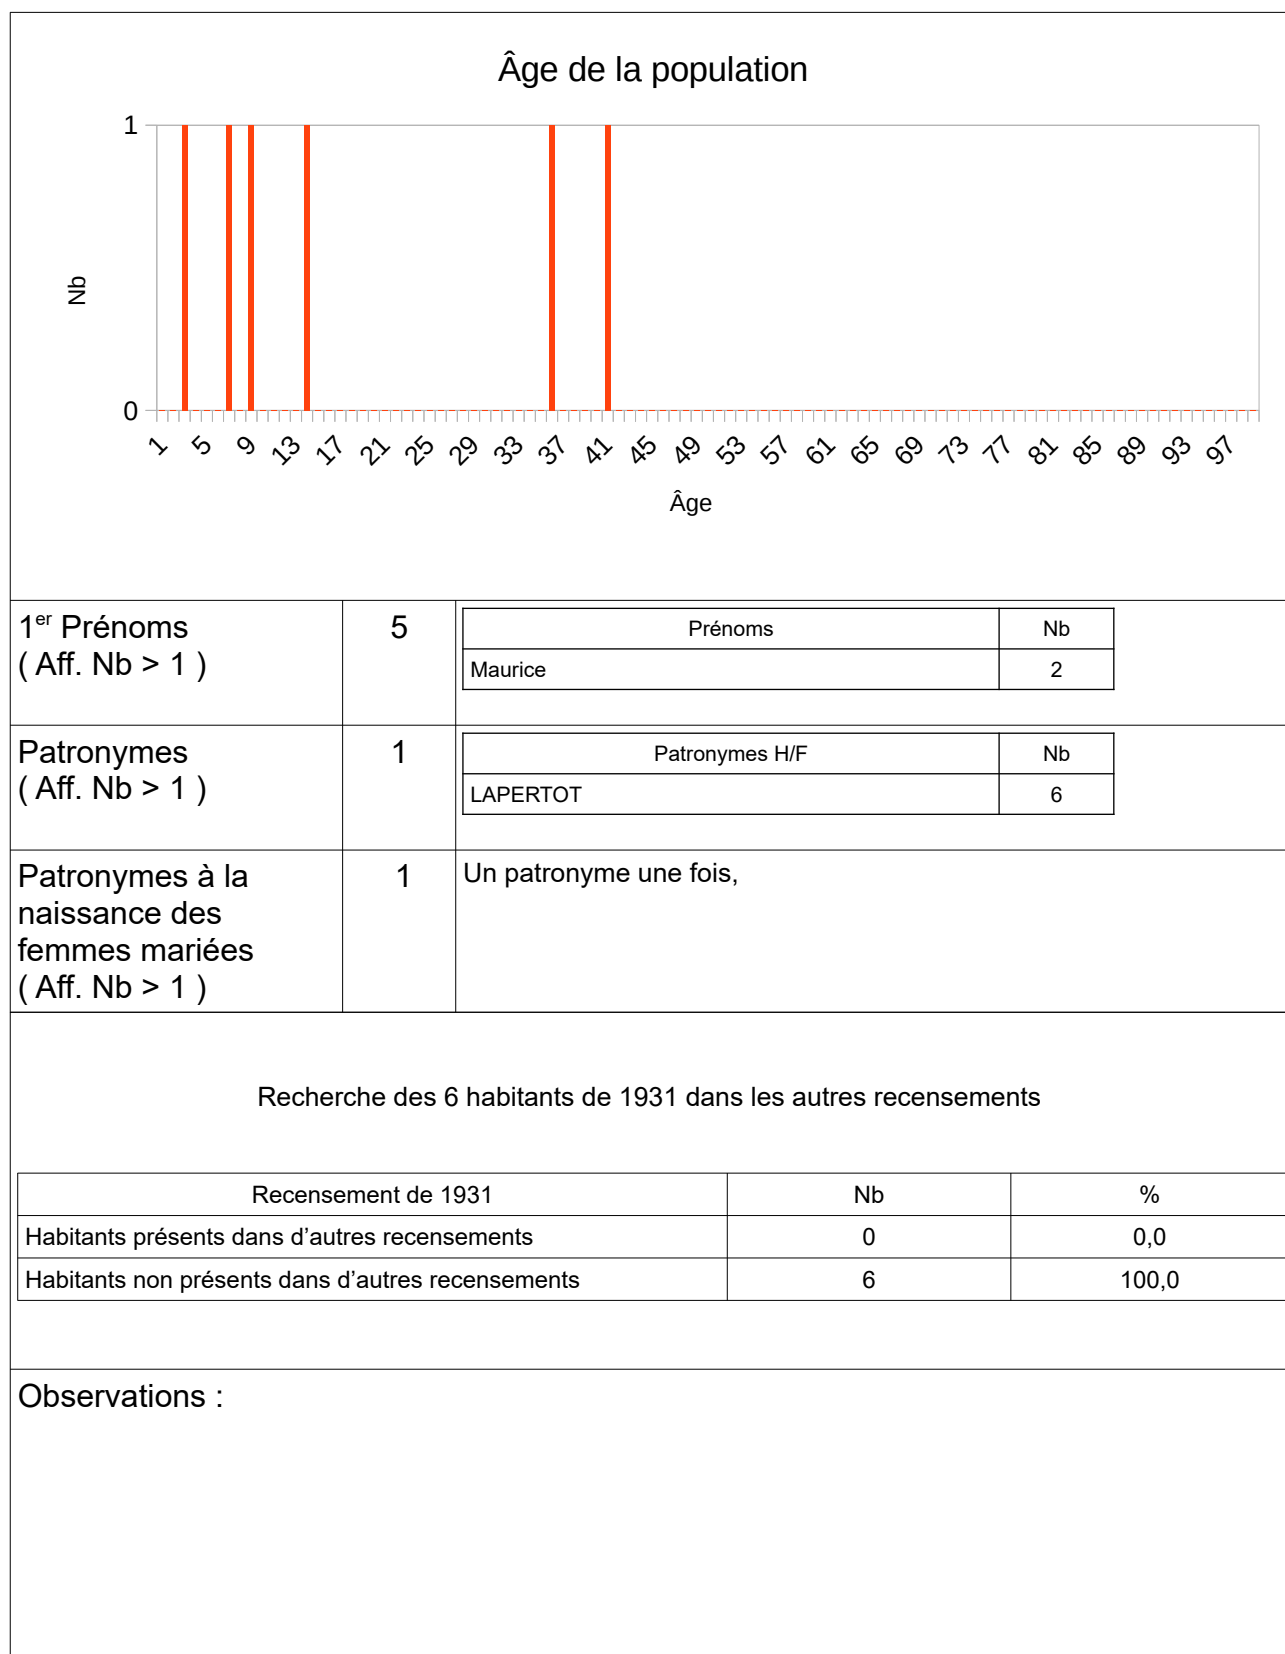 Âge de la population
1
0
Nb
1 5 9 13 17 21 25 29 33 37 41 45 49 53 57 61 65 69 73 77 81 85 89 93 97
Âge
1er Prénoms
( Aff. Nb > 1 )
5
Prénoms Nb
Maurice 2
Patronymes
( Aff. Nb > 1 )
1
Patronymes H/F Nb
LAPERTOT 6
Patronymes à la
naissance des
femmes mariées
( Aff. Nb > 1 )
1
Un patronyme une fois,
Recherche des 6 habitants de 1931 dans les autres recensements
Recensement de 1931 Nb %
Habitants présents dans d’autres recensements 0 0,0
Habitants non présents dans d’autres recensements 6 100,0
Observations :